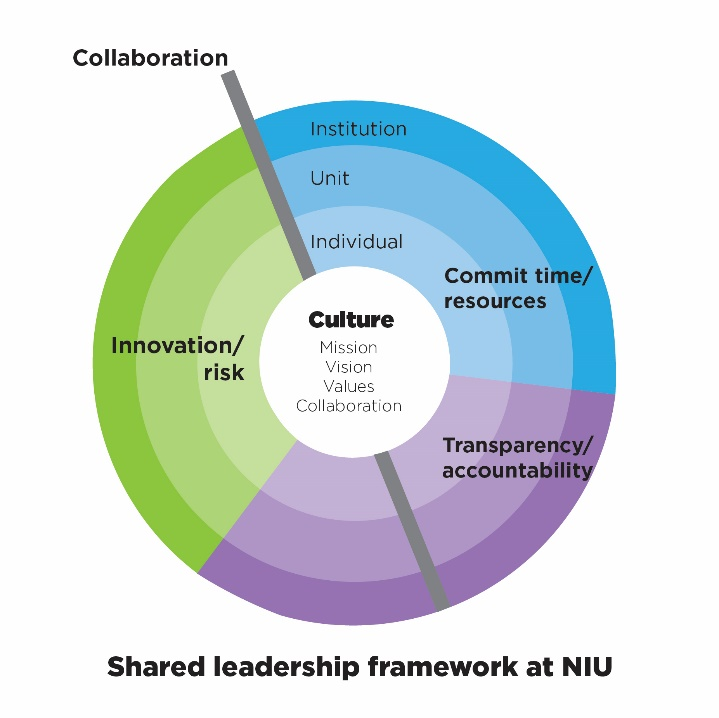 Collaboration
Institution
Unit
Individual
Commit time/
resources
Innovation/
risk
Culture
Mission
Vision
Values
Collaboration
Transparency/
accountability
Shared leadership framework at NIU